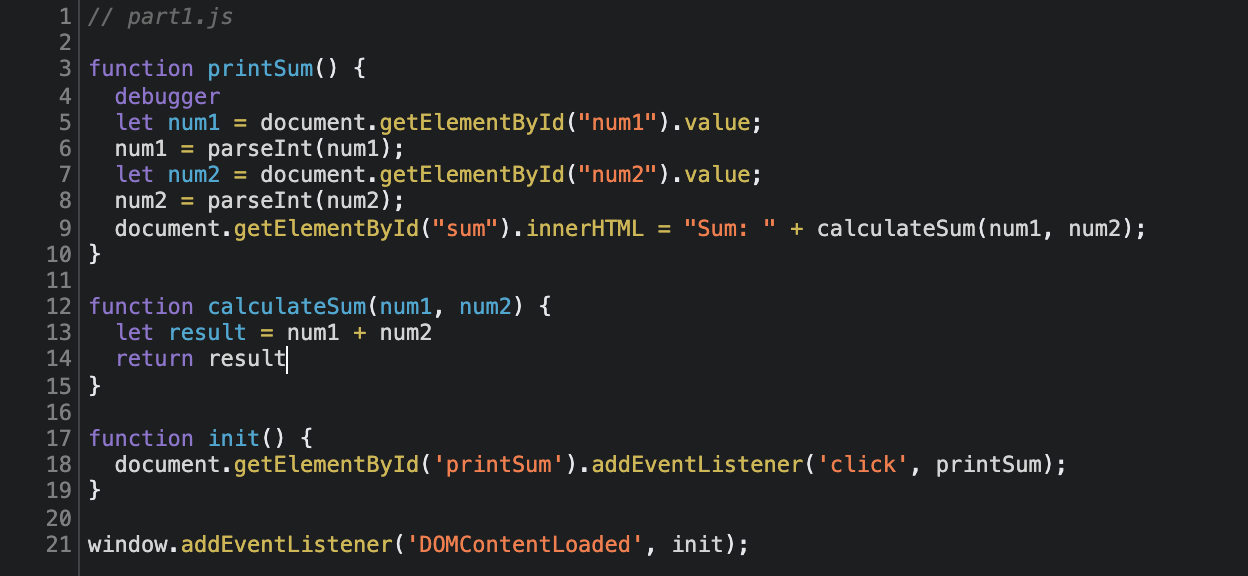 1 // part1.js
2
3 function printSum() {
4   debugger
5   let num1 = document.getElementById("num1").value;
6   num1 = parseInt(num1);
7   let num2 = document.getElementById("num2").value;
8   num2 = parseInt(num2);
9   document.getElementById("sum").innerHTML = "Sum: " + calculateSum(num1, num2);
10 }
11
12 function calculateSum(num1, num2) {
13   let result = num1 + num2
14   return result
15 }
16
17 function init() {
18   document.getElementById('printSum').addEventListener('click', printSum);
19 }
20
21 window.addEventListener('DOMContentLoaded', init);